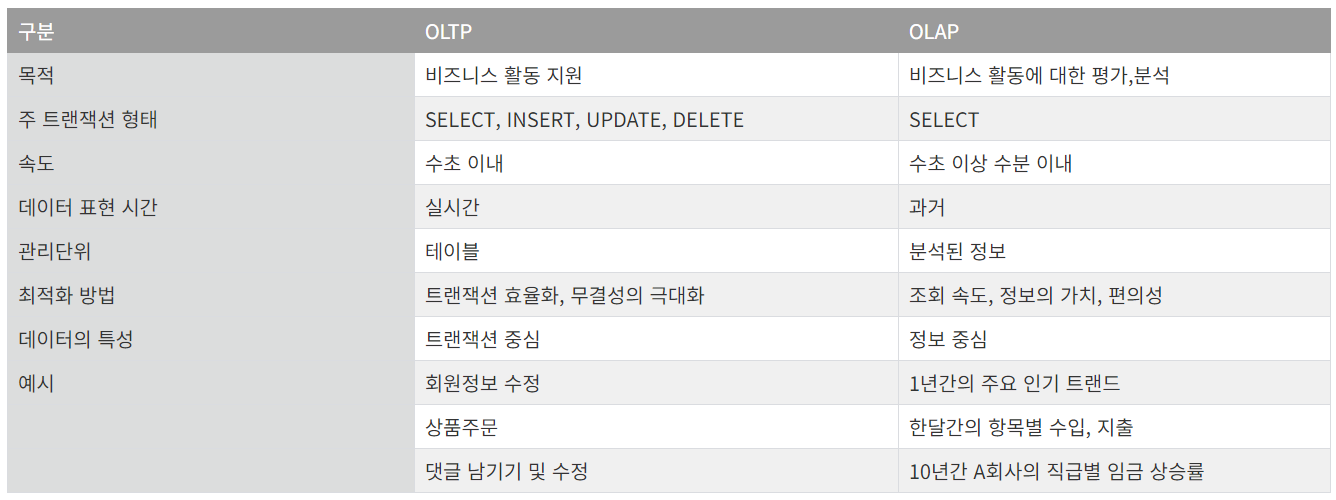 구분 OLTP OLAP
목적 비즈니스 활동 지원 비즈니스 활동에 대한 평가,분석
주 트랜잭션 형태 SELECT, INSERT, UPDATE, DELETE SELECT
속도 수초 이내 수초 이상 수분 이내
데이터 표현 시간 실시간 과거
관리단위 테이블 분석된 정보
최적화 방법 트랜잭션 효율화, 무결성의 극대화 조회 속도, 정보의 가치, 편의성
데이터의 특성 트랜잭션 중심 정보 중심
예시 회원정보 수정 1년간의 주요 인기 트랜드
상품주문 한달간의 항목별 수입, 지출
댓글 남기기 및 수정 10년간 A회사의 직급별 임금 상승률